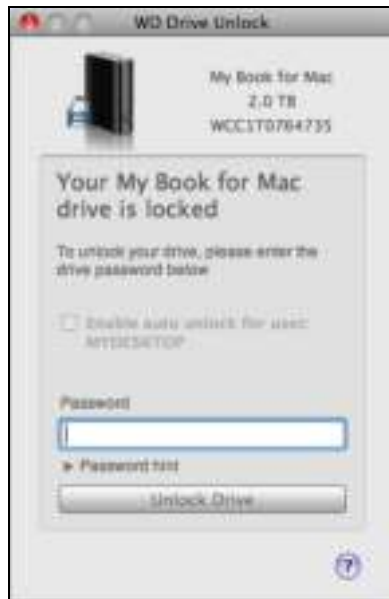 WD Drive Unlock
My Book for Mac
2.0 TB
WCC1T0764735
Your My Book for Mac
drive is locked
To unlock your drive, please enter the
drive password below
Enable auto unlock for user:
MYDESKTOP
Password
Password hint
Unlock Drive
?